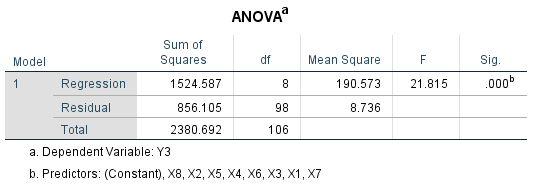 ANOVAa
Model Sum of Squares df Mean Square F Sig.
1 Regression 1524.587 8 190.573 21.815 .000b
Residual 856.105 98 8.736
Total 2380.692 106
a. Dependent Variable: Y3
b. Predictors: (Constant), X8, X2, X5, X4, X6, X3, X1, X7